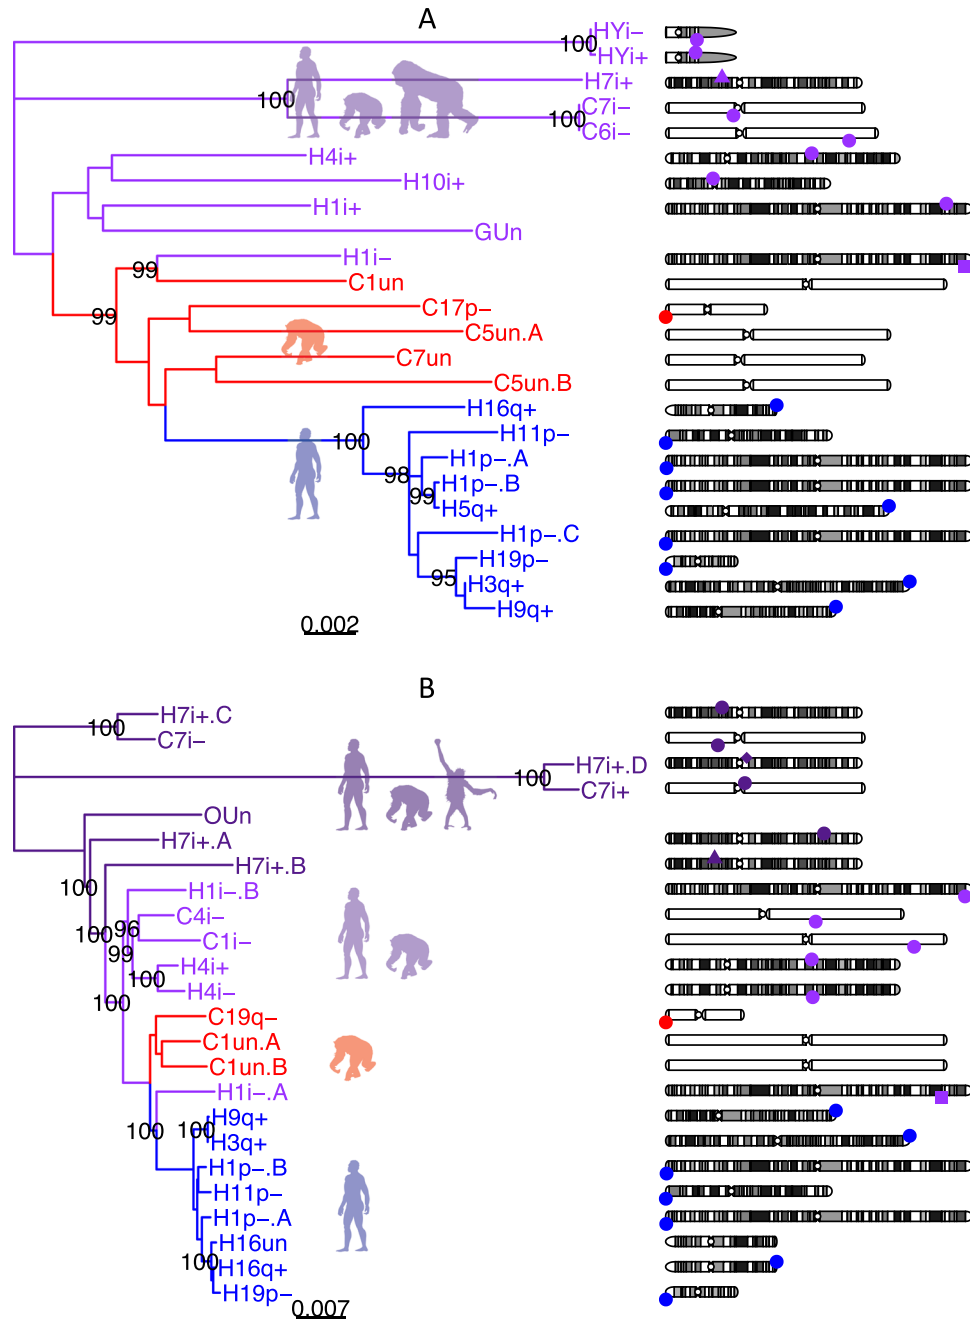 A
HYi−
100
HYi+
H7i+
100
C7i−
100
C6i−
H4i+
H10i+
H1i+
GUn
H1i−
99
C1un
C17p−
99
C5un.A
C7un
C5un.B
H16q+
H11p−
100
H1p−.A
98
H1p−.B
99
H5q+
H1p−.C
H19p−
95
H3q+
H9q+
0.002
B
H7i+.C
100
C7i−
H7i+.D
100
C7i+
OUn
H7i+.A
H7i+.B
100
H1i−.B
C4i−
96
100
C1i−
99
H4i+
100
H4i−
100
C19q−
C1un.A
C1un.B
H1i−.A
H9q+
100
100
H3q+
H1p−.B
H11p−
H1p−.A
H16un
100
H16q+
H19p−
0.007